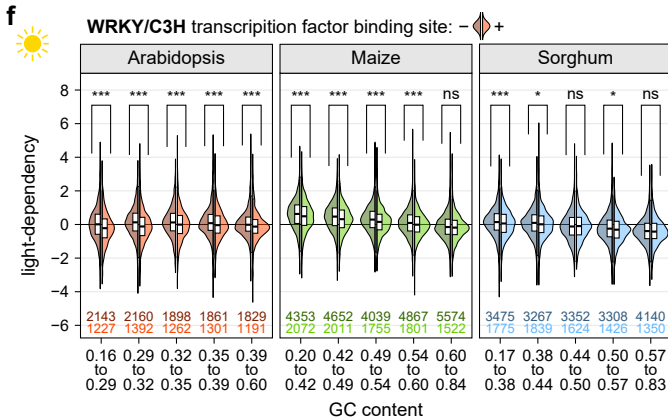 f
WRKY/C3H transcripition factor binding site: - +
Arabidopsis Maize Sorghum
light-dependency
8
6
4
2
0
−2
−4
−6
*** *** *** *** *** *** *** *** *** ns *** * ns * ns
2143 2160 1898 1861 1829 4353 4652 4039 4867 5574 3475 3267 3352 3308 4140
1227 1392 1262 1301 1191 2072 2011 1755 1801 1522 1775 1839 1624 1426 1350
0.16 0.29 0.32 0.35 0.39 0.20 0.42 0.49 0.54 0.60 0.17 0.38 0.44 0.50 0.57
to to to to to to to to to to to to to to to
0.29 0.32 0.35 0.39 0.60 0.42 0.49 0.54 0.60 0.84 0.38 0.44 0.50 0.57 0.83
GC content